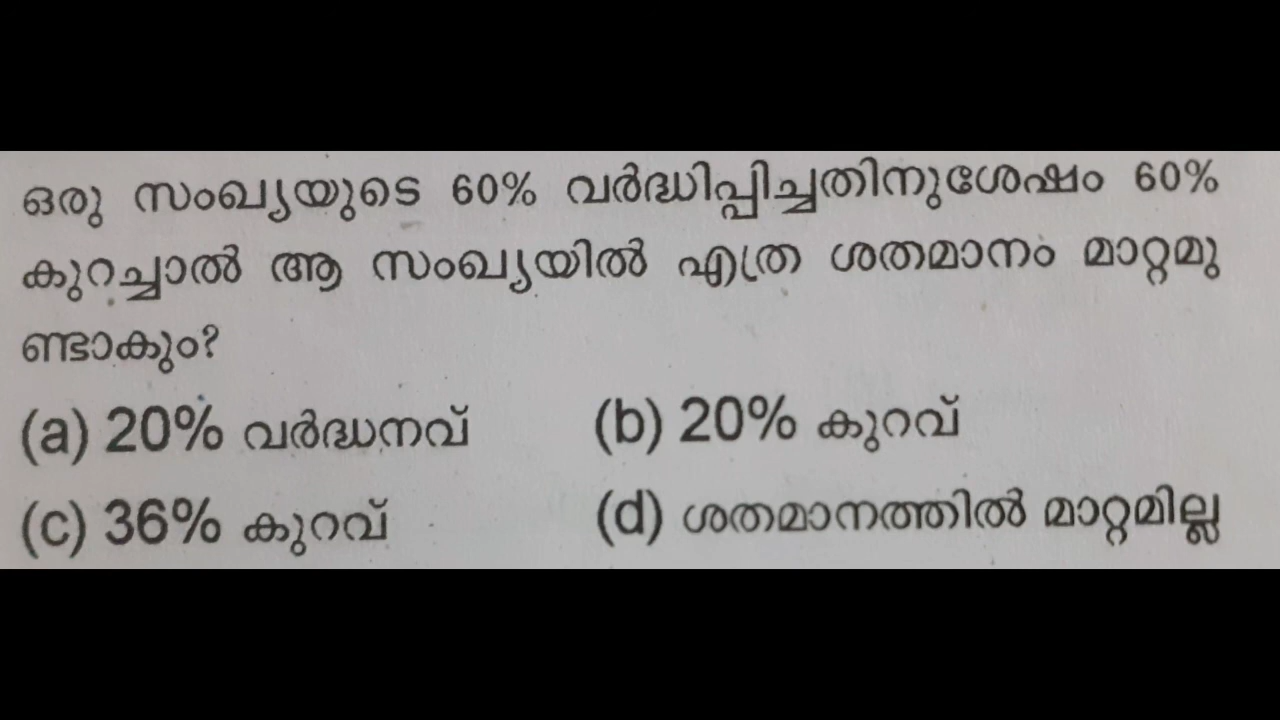 ഒരു സംഖ്യയുടെ 60% വർദ്ധിപ്പിച്ചതിനുശേഷം 60%
കുറച്ചാൽ ആ സംഖ്യയിൽ എത്ര ശതമാനം മാറ്റമു
ണ്ടാകും?
(a) 20% വർദ്ധനവ് (b) 20% കുറവ്
(c) 36% കുറവ് (d) ശതമാനത്തിൽ മാറ്റമില്ല